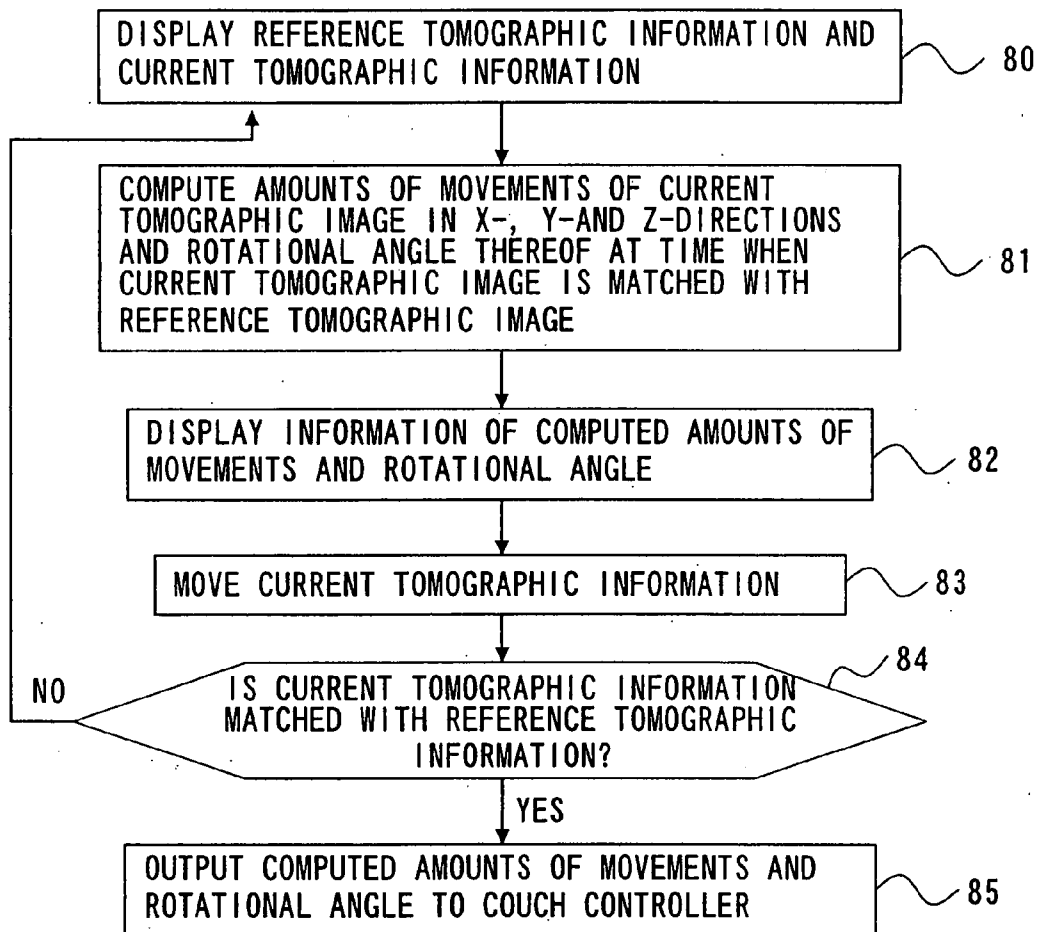 DISPLAY REFERENCE TOMOGRAPHIC INFORMATION AND
CURRENT TOMOGRAPHIC INFORMATION
80
COMPUTE AMOUNTS OF MOVEMENTS OF CURRENT
TOMOGRAPHIC IMAGE IN X-, Y-AND Z-DIRECTIONS
AND ROTATIONAL ANGLE THEREOF AT TIME WHEN
CURRENT TOMOGRAPHIC IMAGE IS MATCHED WITH
REFERENCE TOMOGRAPHIC IMAGE
81
DISPLAY INFORMATION OF COMPUTED AMOUNTS OF
MOVEMENTS AND ROTATIONAL ANGLE
82
MOVE CURRENT TOMOGRAPHIC INFORMATION
83
84
NO
IS CURRENT TOMOGRAPHIC INFORMATION
MATCHED WITH REFERENCE TOMOGRAPHIC
INFORMATION?
YES
OUTPUT COMPUTED AMOUNTS OF MOVEMENTS AND
ROTATIONAL ANGLE TO COUCH CONTROLLER
85